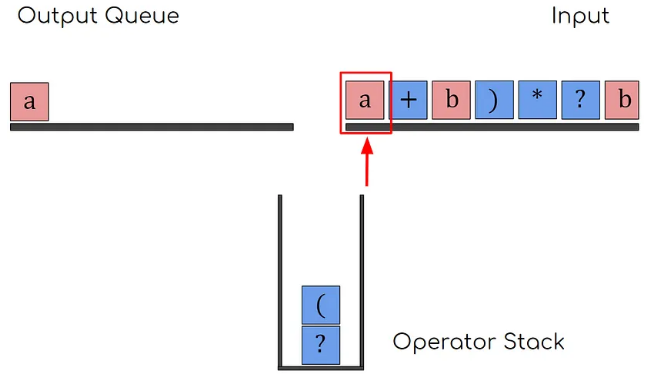 Output Queue
Input
a
a + b ) * ? b
(
?
Operator Stack